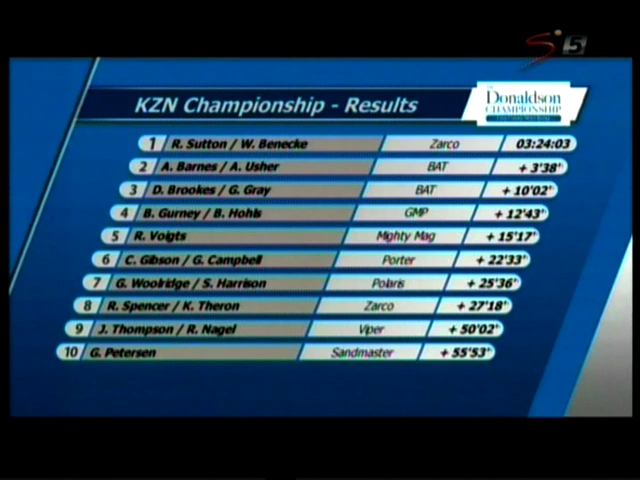 S 5
KZN Championship - Results
Donaldson
CHAMPIONSHIP
1 R. Sutton / W. Benecke Zarco 03:24:03
2 A. Barnes / A. Usher BAT + 3'38'
3 D. Brookes / G. Gray BAT + 10'02'
4 B. Gurney / B. Hohls GMP + 12'43'
5 R. Voigts Mighty Mag + 15'17'
6 C. Gibson / G. Campbell Porter + 22'33'
7 G. Woolridge / S. Harrison Polaris + 25'36'
8 R. Spencer / K. Theron Zarco + 27'18'
9 J. Thompson / R. Nagel Viper + 50'02'
10 G. Petersen Sandmaster + 55'53'